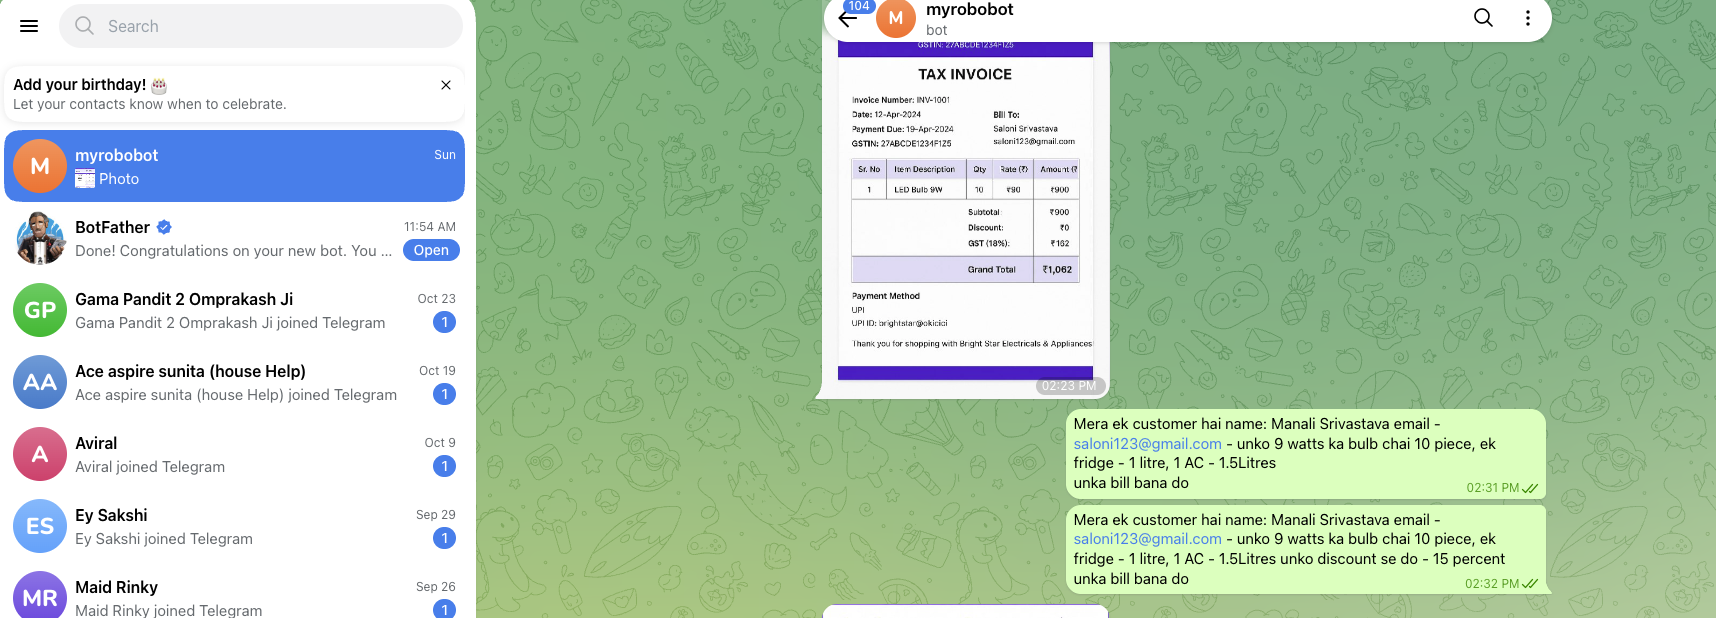 Search
Add your birthday! 🎂
Let your contacts know when to celebrate.
M
myrobobot
Sun
Photo
BotFather
11:54 AM
Done! Congratulations on your new bot. You ...
Open
GP
Gama Pandit 2 Omprakash Ji
Oct 23
Gama Pandit 2 Omprakash Ji joined Telegram
1
AA
Ace aspire sunita (house Help)
Oct 19
Ace aspire sunita (house Help) joined Telegram
1
A
Aviral
Oct 9
Aviral joined Telegram
1
ES
Ey Sakshi
Sep 29
Ey Sakshi joined Telegram
1
MR
Maid Rinky
Sep 26
Maid Rinky joined Telegram
1
104
M
myrobobot
bot
GSTIN: 27ABCDE1234F1Z5
TAX INVOICE
Invoice Number: INV-1001
Date: 12-Apr-2024
Payment Due: 19-Apr-2024
GSTIN: 27ABCDE1234F1Z5
Bill To:
Saloni Srivastava
saloni123@gmail.com
Sr. No Item Description Qty Rate (₹) Amount (₹
1 LED Bulb 9W 10 ₹90 ₹900
Subtotal: ₹900
Discount: ₹0
GST (18%): ₹162
Grand Total ₹1,062
Payment Method
UPI
UPI ID: brightstar@okicioi
Thank you for shopping with Bright Star Electricals & Appliances!
02:23 PM
Mera ek customer hai name: Manali Srivastava email -
saloni123@gmail.com - unko 9 watts ka bulb chai 10 piece, ek
fridge - 1 litre, 1 AC - 1.5Litres
unka bill bana do
02:31 PM
Mera ek customer hai name: Manali Srivastava email -
saloni123@gmail.com - unko 9 watts ka bulb chai 10 piece, ek
fridge - 1 litre, 1 AC - 1.5Litres unko discount se do - 15 percent
unka bill bana do
02:32 PM